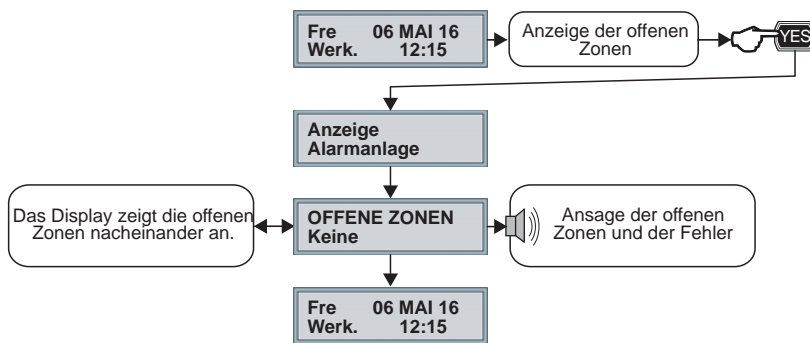 Fre 06 MAI 16
Werk. 12:15
Anzeige der offenen
Zonen
YES
Anzeige
Alarmanlage
Das Display zeigt die offenen
Zonen nacheinander an.
OFFENE ZONEN
Keine
Ansage der offenen
Zonen und der Fehler
Fre 06 MAI 16
Werk. 12:15